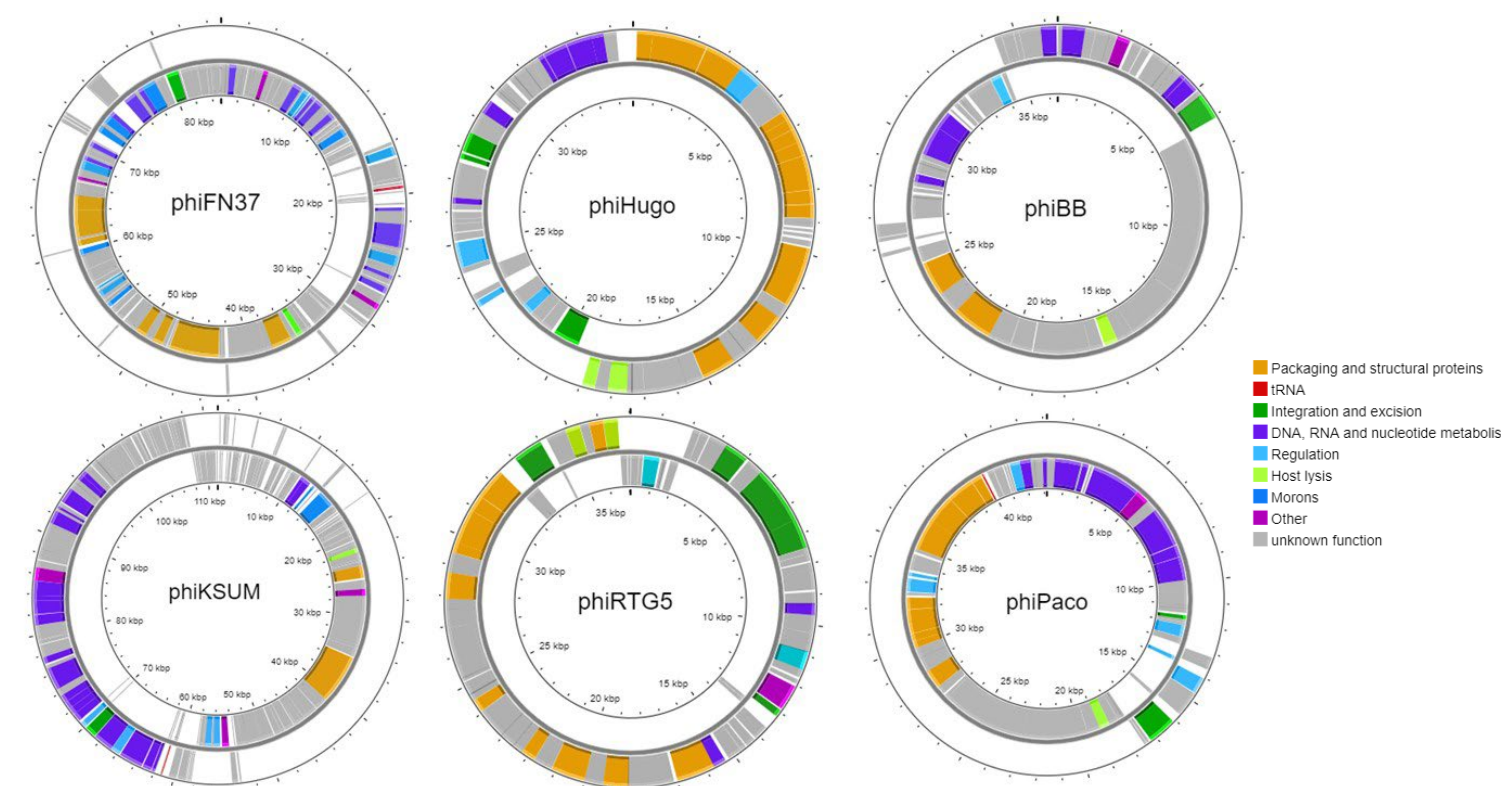 phiFN37
80 kbp
10 kbp
70 kbp
20 kbp
60 kbp
30 kbp
50 kbp
40 kbp
phiHugo
30 kbp
5 kbp
25 kbp
10 kbp
20 kbp
15 kbp
phiBB
35 kbp
5 kbp
30 kbp
10 kbp
25 kbp
15 kbp
20 kbp
phiKSUM
110 kbp
10 kbp
100 kbp
20 kbp
90 kbp
30 kbp
80 kbp
40 kbp
70 kbp
50 kbp
60 kbp
phiRTG5
35 kbp
5 kbp
30 kbp
10 kbp
25 kbp
15 kbp
20 kbp
phiPaco
40 kbp
5 kbp
35 kbp
10 kbp
30 kbp
15 kbp
25 kbp
20 kbp
Packaging and structural proteins
tRNA
Integration and excision
DNA, RNA and nucleotide metabolis
Regulation
Host lysis
Morons
Other
unknown function